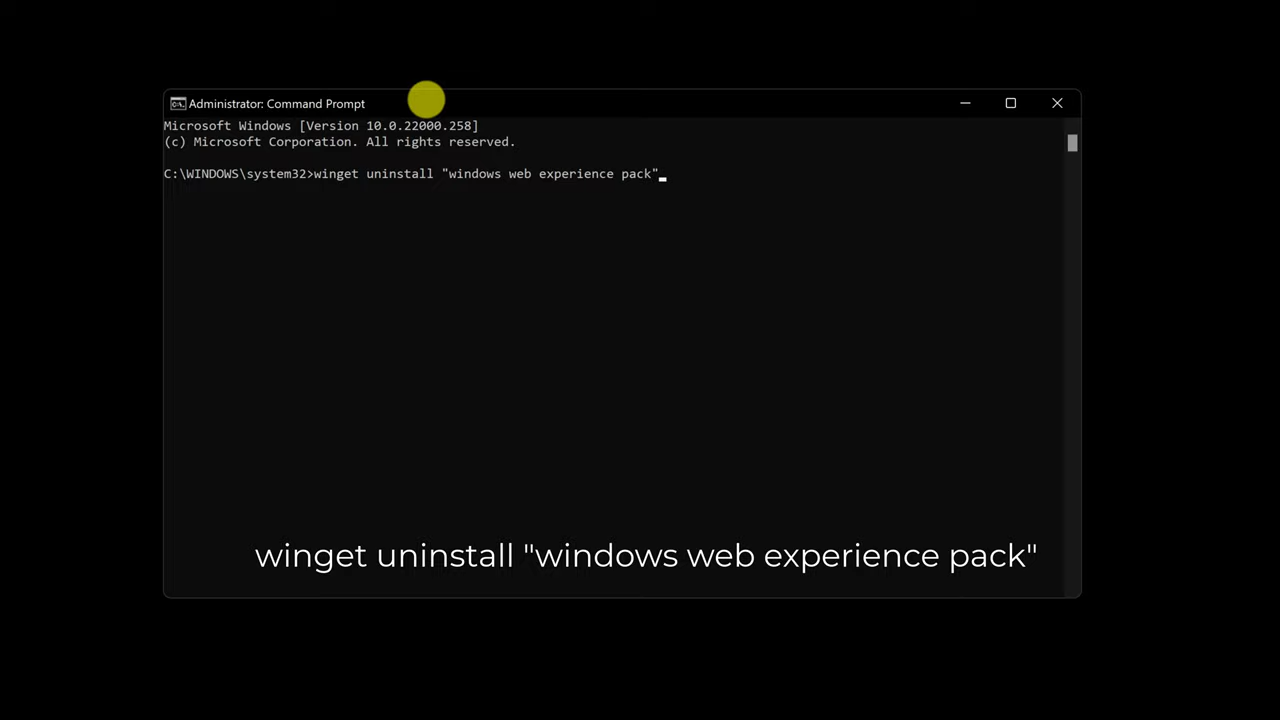 Administrator: Command Prompt
Microsoft Windows [Version 10.0.22000.258]
(c) Microsoft Corporation. All rights reserved.
C:\WINDOWS\system32>winget uninstall "windows web experience pack"
winget uninstall "windows web experience pack"